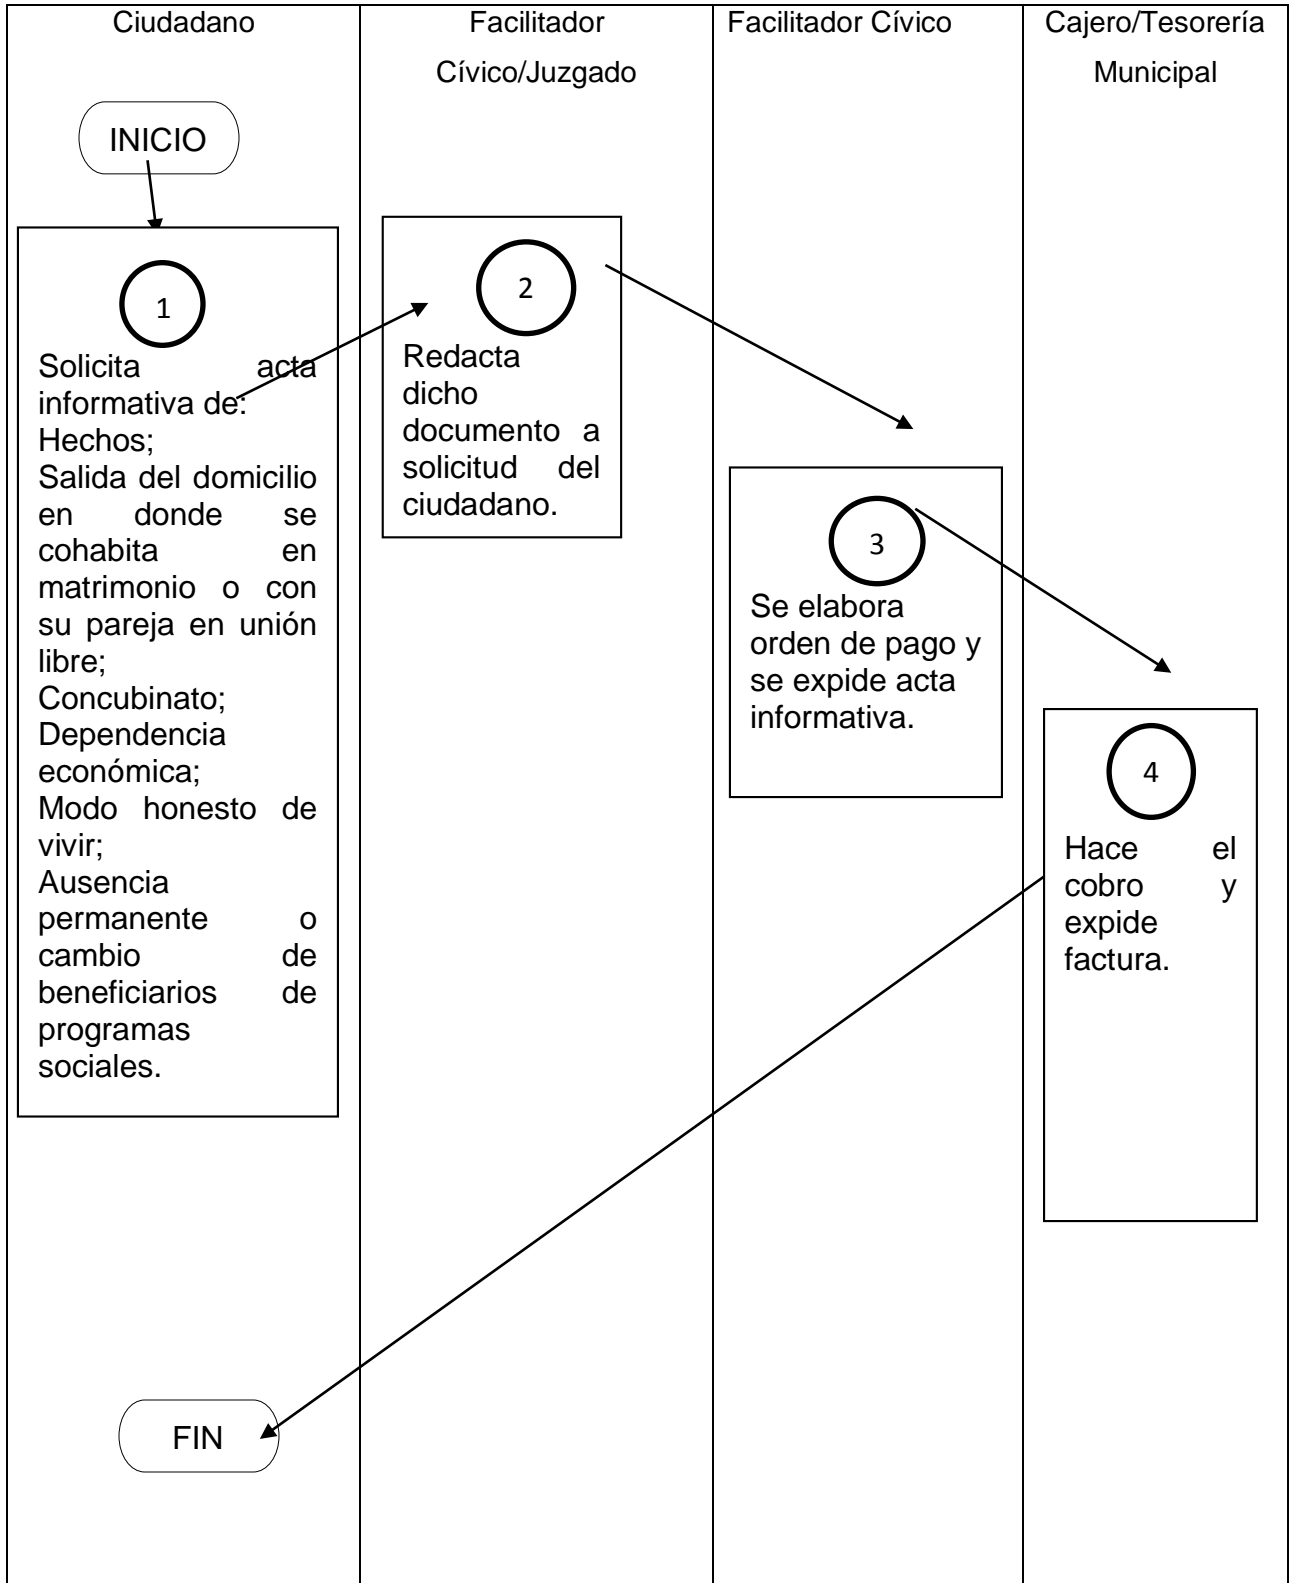 Ciudadano
Facilitador
Cívico/Juzgado
Facilitador Cívico
Cajero/Tesorería
Municipal
INICIO
1
Solicita acta
informativa de:
Hechos;
Salida del domicilio
en donde se
cohabita en
matrimonio o con
su pareja en unión
libre;
Concubinato;
Dependencia
económica;
Modo honesto de
vivir;
Ausencia
permanente o
cambio de
beneficiarios de
programas
sociales.
2
Redacta
dicho
documento a
solicitud del
ciudadano.
3
Se elabora
orden de pago y
se expide acta
informativa.
4
Hace el
cobro y
expide
factura.
FIN